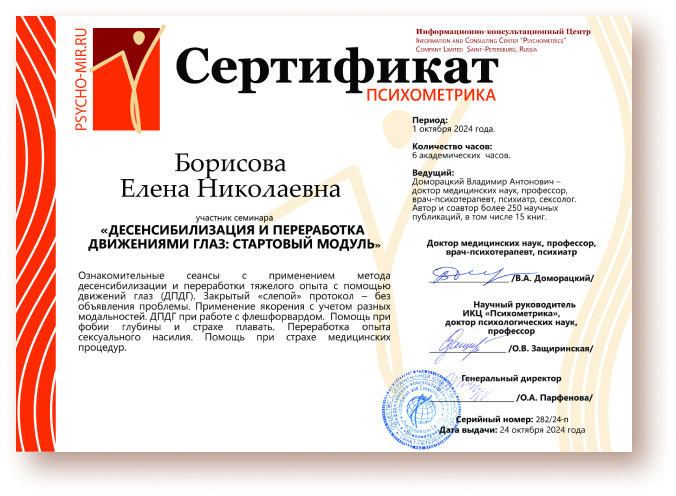 PSYCHO-MIR.RU
Информационно-консультационный Центр
Information and Consulting Center "Psychometrics"
Company Limited Saint-Petersburg, Russia
Сертификат
ПСИХОМЕТРИКА
Период:
1 октября 2024 года.
Количество часов:
6 академических часов.
Ведущий:
Доморацкий Владимир Антонович –
доктор медицинских наук, профессор,
врач-психотерапевт, психиатр, сексолог.
Автор и соавтор более 250 научных
публикаций, в том числе 15 книг.
Борисова
Елена Николаевна
участник семинара
«ДЕСЕНСИБИЛИЗАЦИЯ И ПЕРЕРАБОТКА
ДВИЖЕНИЯМИ ГЛАЗ: СТАРТОВЫЙ МОДУЛЬ»
Ознакомительные сеансы с применением метода
десенсибилизации и переработки тяжелого опыта с помощью
движений глаз (ДПДГ). Закрытый «слепой» протокол – без
объявления проблемы. Применение якорения с учетом разных
модальностей. ДПДГ при работе с флешфорвардом. Помощь при
фобии глубины и страхе плавать. Переработка опыта
сексуального насилия. Помощь при страхе медицинских
процедур.
Доктор медицинских наук, профессор,
врач-психотерапевт, психиатр
/В.А. Доморацкий/
Научный руководитель
ИКЦ «Психометрика»,
доктор психологических наук,
профессор
/О.В. Защиринская/
Генеральный директор
/О.А. Парфенова/
Серийный номер: 282/24-п
Дата выдачи: 24 октября 2024 года